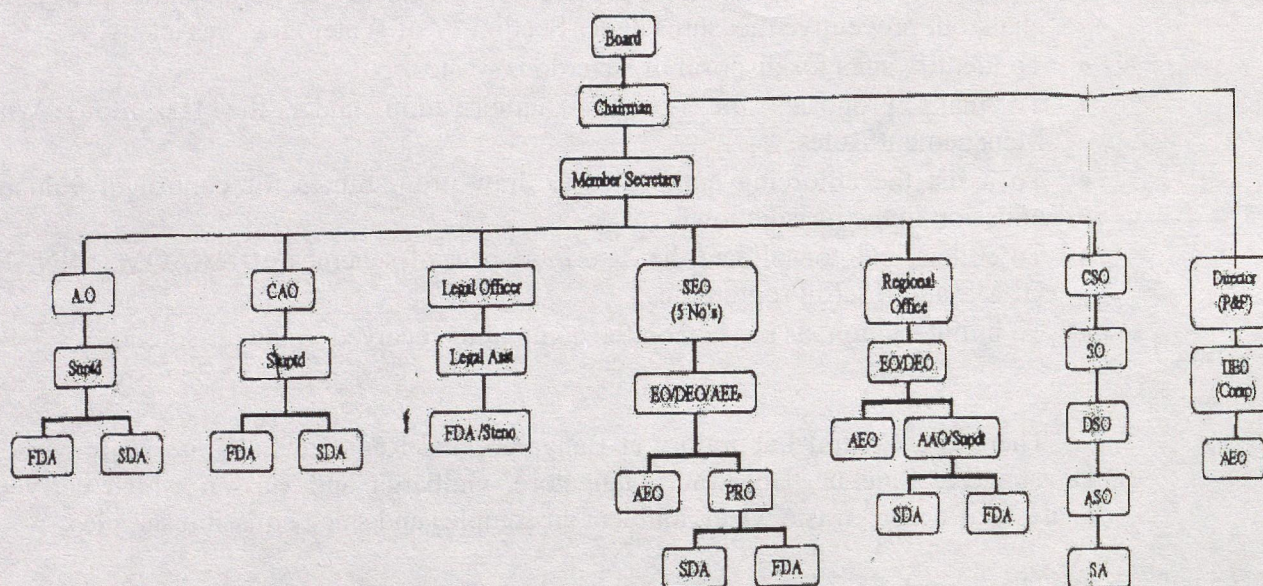 Board
Chairman
Member Secretary
A.O
CAO
Legal Officer
SEO
(5 No's)
Regional
Office
CSO
Director
(P&F)
Suptd
Suptd
Legal Asst
EO/DEO/AEE
EO/DEO
SO
DEO
(Comp)
FDA
SDA
FDA
SDA
FDA /Steno
AEO
PRO
AEO
AAO/Supdt
DSO
AEO
SDA
FDA
SDA
FDA
ASO
SA